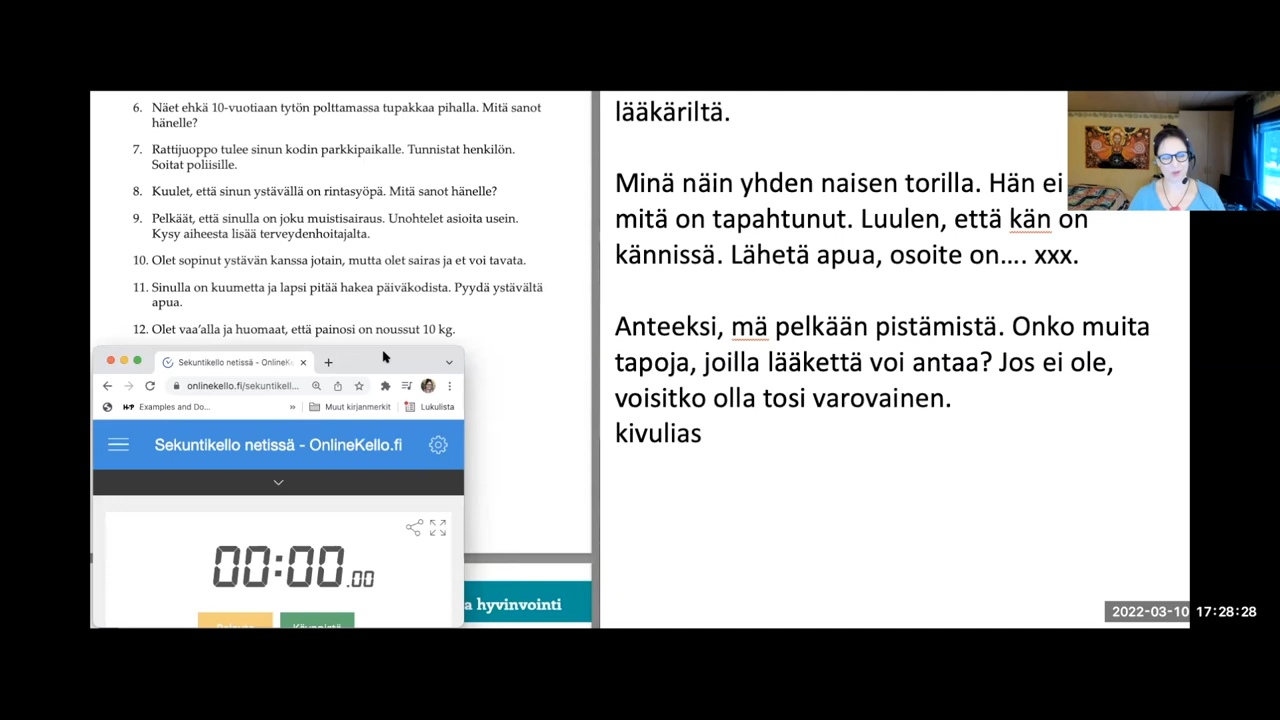 6. Näet ehkä 10-vuotiaan tytön polttamassa tupakkaa pihalla. Mitä sanot
hänelle?
7. Rattijuoppo tulee sinun kodin parkkipaikalle. Tunnistat henkilön.
Soitat poliisille.
8. Kuulet, että sinun ystävällä on rintasyöpä. Mitä sanot hänelle?
9. Pelkäät, että sinulla on joku muistisairaus. Unohtelet asioita usein.
Kysy aiheesta lisää terveydenhoitajalta.
10. Olet sopinut ystävän kanssa jotain, mutta olet sairas ja et voi tavata.
11. Sinulla on kuumetta ja lapsi pitää hakea päiväkodista. Pyydä ystävältä
apua.
12. Olet vaa'alla ja huomaat, että painosi on noussut 10 kg.
Sekuntikello netissä - OnlineK
onlinekello.fi/sekuntikell...
Examples and Do...
»
Muut kirjanmerkit
Lukulista
Sekuntikello netissä - OnlineKello.fi
00:00.00
a hyvinvointi
lääkäriltä.
Minä näin yhden naisen torilla. Hän ei
mitä on tapahtunut. Luulen, että kän on
kännissä. Lähetä apua, osoite on.... xxx.
Anteeksi, mä pelkään pistämistä. Onko muita
tapoja, joilla lääkettä voi antaa? Jos ei ole,
voisitko olla tosi varovainen.
kivulias
2022-03-10 17:28:28